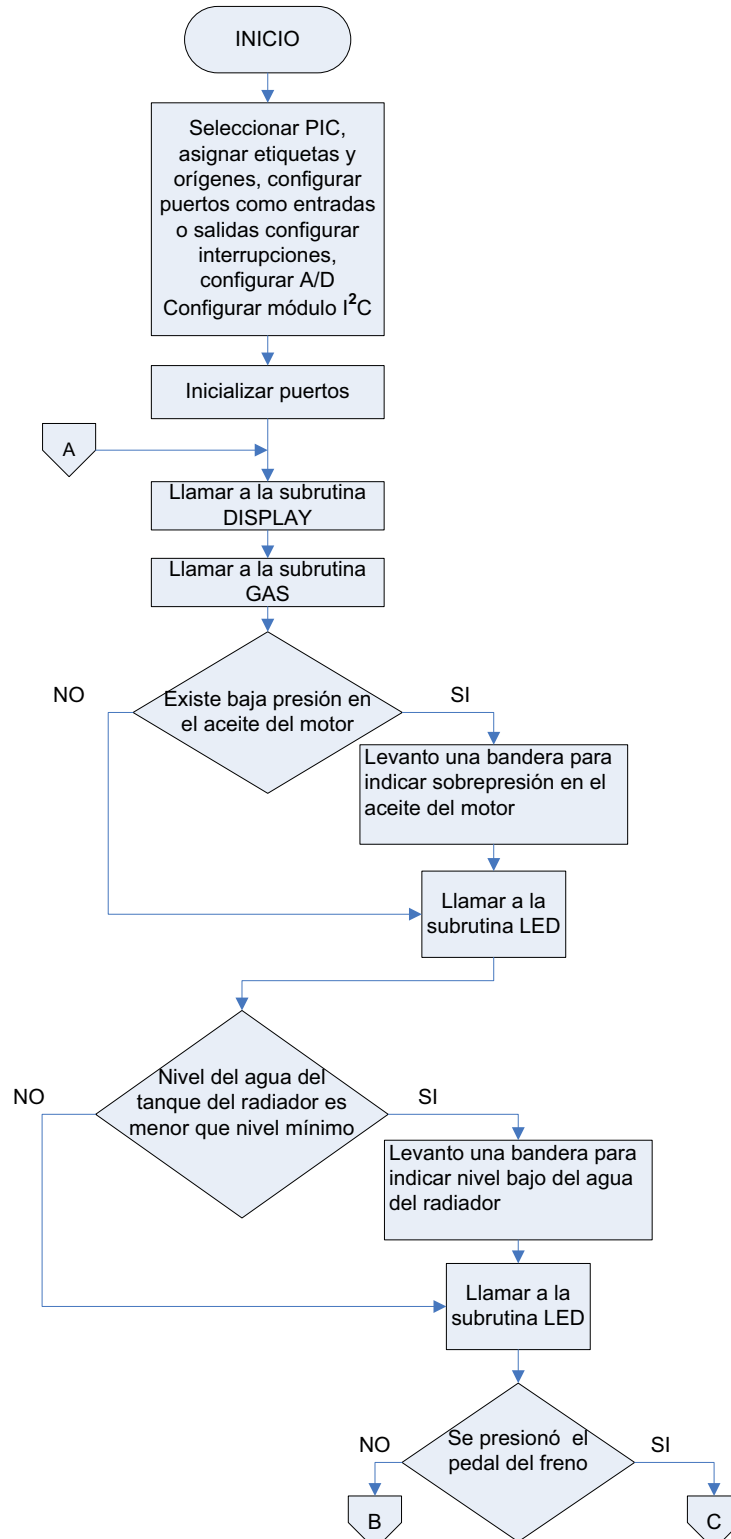 INICIO
Seleccionar PIC,
asignar etiquetas y
orígenes, configurar
puertos como entradas
o salidas configurar
interrupciones,
configurar A/D
Configurar módulo I²C
Inicializar puertos
A
Llamar a la subrutina
DISPLAY
Llamar a la subrutina
GAS
Existe baja presión en
el aceite del motor
NO
SI
Levanto una bandera para
indicar sobrepresión en el
aceite del motor
Llamar a la
subrutina LED
Nivel del agua del
tanque del radiador es
menor que nivel mínimo
NO
SI
Levanto una bandera para
indicar nivel bajo del agua
del radiador
Llamar a la
subrutina LED
Se presionó el
pedal del freno
NO
SI
B
C